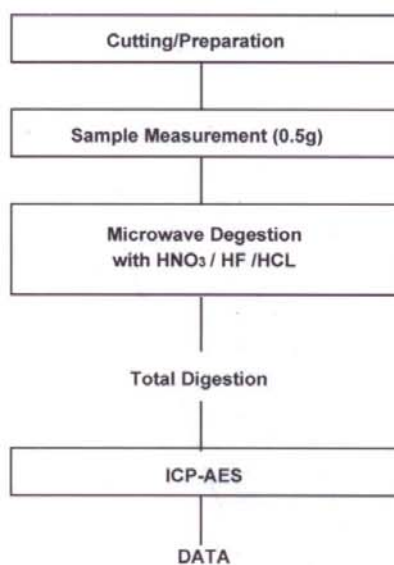 Cutting/Preparation
Sample Measurement (0.5g)
Microwave Degestion
with HNO₃ / HF /HCL
Total Digestion
ICP-AES
DATA